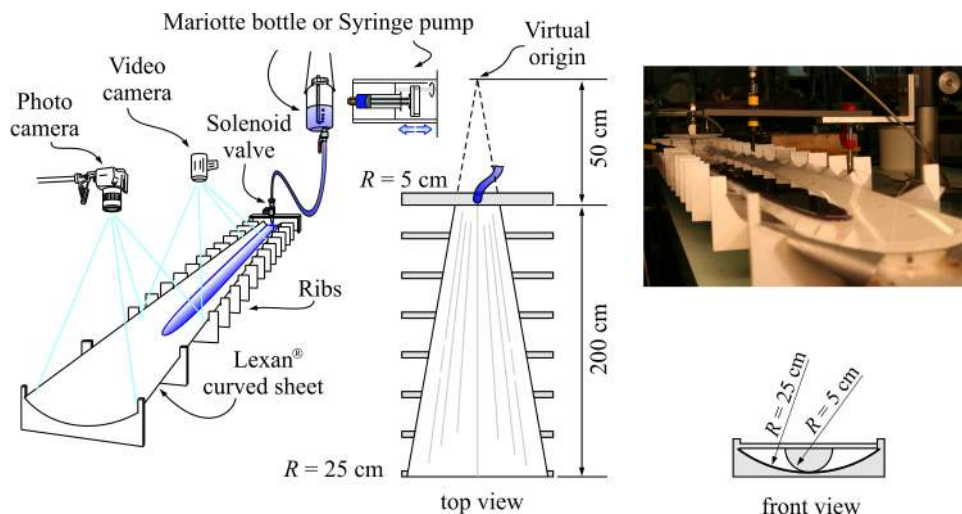 Mariotte bottle or Syringe pump
Video
camera
Photo
camera
Solenoid
valve
Virtual
origin
50 cm
R = 5 cm
200 cm
Ribs
Lexan®
curved sheet
R = 25 cm
top view
R = 25 cm
R = 5 cm
front view